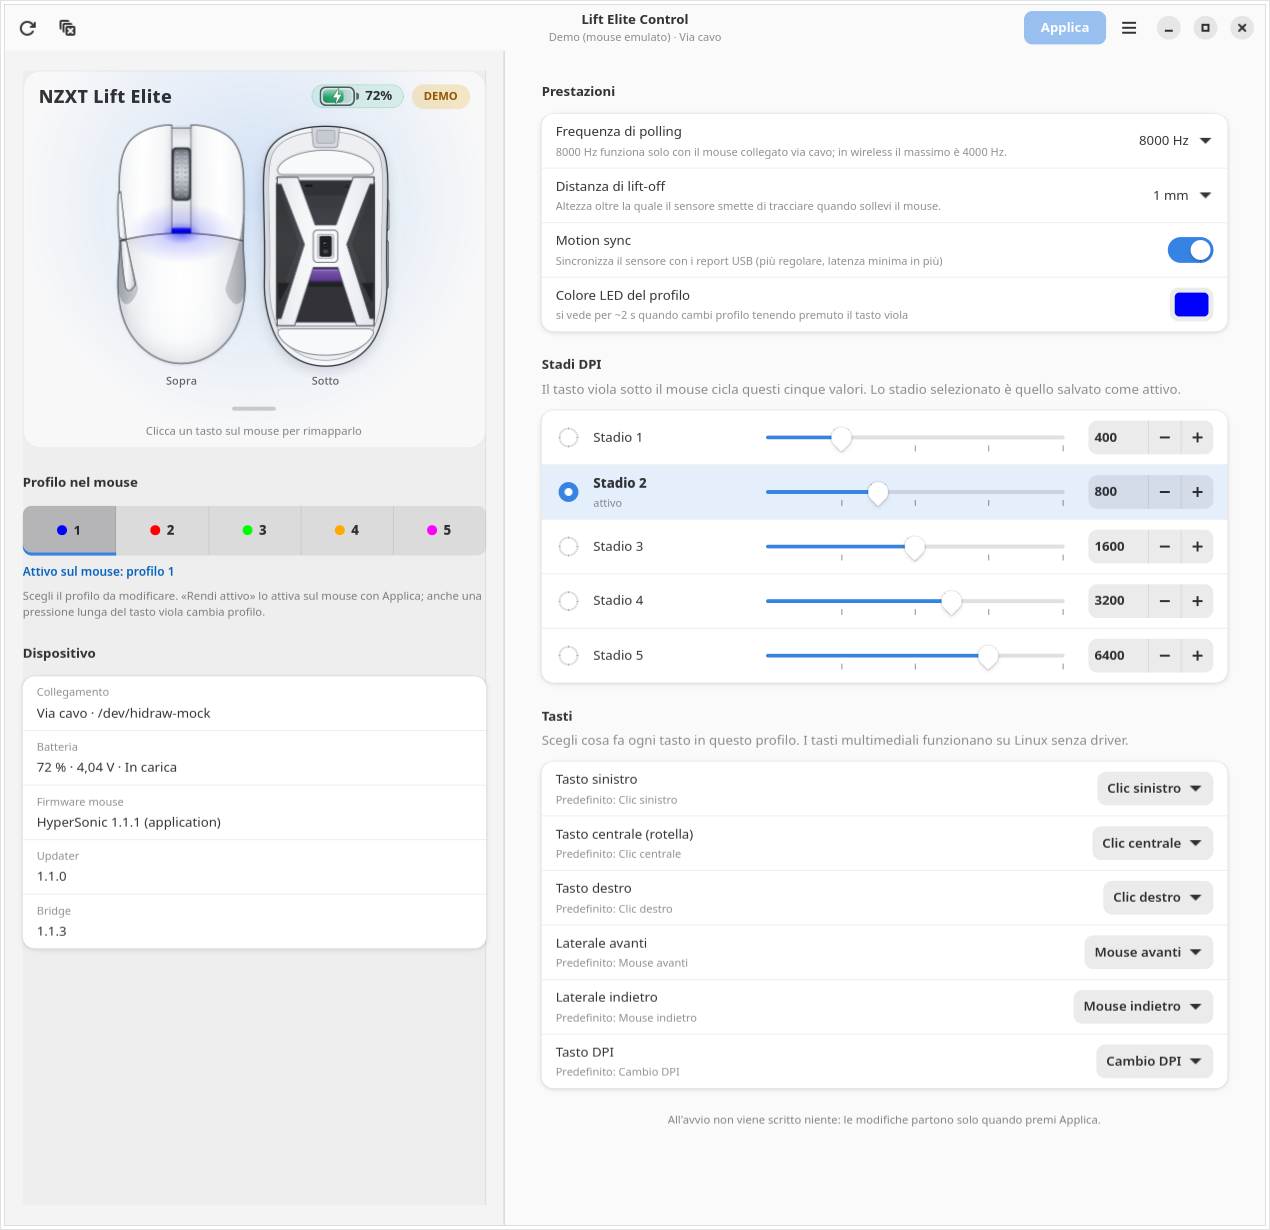 Lift Elite Control
Demo (mouse emulato) · Via cavo
Applica
NZXT Lift Elite
72%
DEMO
Sopra
Sotto
Clicca un tasto sul mouse per rimapparlo
Profilo nel mouse
1
2
3
4
5
Attivo sul mouse: profilo 1
Scegli il profilo da modificare. «Rendi attivo» lo attiva sul mouse con Applica; anche una
pressione lunga del tasto viola cambia profilo.
Dispositivo
Collegamento
Via cavo · /dev/hidraw-mock
Batteria
72 % · 4,04 V · In carica
Firmware mouse
HyperSonic 1.1.1 (application)
Updater
1.1.0
Bridge
1.1.3
Prestazioni
Frequenza di polling
8000 Hz funziona solo con il mouse collegato via cavo; in wireless il massimo è 4000 Hz.
8000 Hz
Distanza di lift-off
Altezza oltre la quale il sensore smette di tracciare quando sollevi il mouse.
1 mm
Motion sync
Sincronizza il sensore con i report USB (più regolare, latenza minima in più)
Colore LED del profilo
si vede per ~2 s quando cambi profilo tenendo premuto il tasto viola
Stadi DPI
Il tasto viola sotto il mouse cicla questi cinque valori. Lo stadio selezionato è quello salvato come attivo.
Stadio 1
400
Stadio 2
attivo
800
Stadio 3
1600
Stadio 4
3200
Stadio 5
6400
Tasti
Scegli cosa fa ogni tasto in questo profilo. I tasti multimediali funzionano su Linux senza driver.
Tasto sinistro
Predefinito: Clic sinistro
Clic sinistro
Tasto centrale (rotella)
Predefinito: Clic centrale
Clic centrale
Tasto destro
Predefinito: Clic destro
Clic destro
Laterale avanti
Predefinito: Mouse avanti
Mouse avanti
Laterale indietro
Predefinito: Mouse indietro
Mouse indietro
Tasto DPI
Predefinito: Cambio DPI
Cambio DPI
All'avvio non viene scritto niente: le modifiche partono solo quando premi Applica.